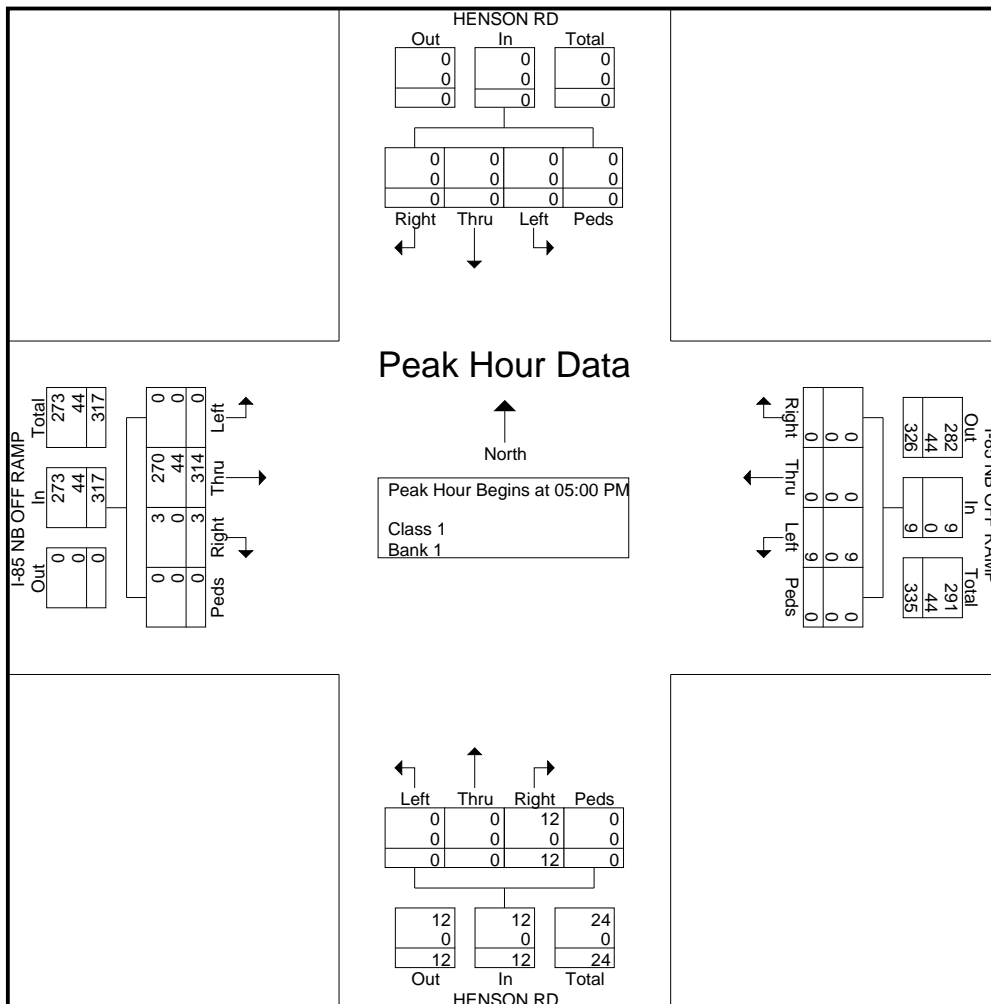 HENSON RD
Out In Total
0 0 0
0 0 0
0 0 0
0 0 0 0
0 0 0 0
0 0 0 0
Right Thru Left Peds
Peak Hour Data
North
Peak Hour Begins at 05:00 PM
Class 1
Bank 1
I-85 NB OFF RAMP
Out In Total
0 273 273
0 44 44
0 317 317
Peds Right Thru Left
0 3 270 0
0 0 44 0
0 3 314 0
I-85 NB OFF RAMP
Out In Total
282 9 291
44 0 44
326 9 335
Right Thru Left Peds
0 0 9 0
0 0 0 0
0 0 9 0
Left Thru Right Peds
0 0 12 0
0 0 0 0
0 0 12 0
12 12 24
0 0 0
12 12 24
Out In Total
HENSON RD